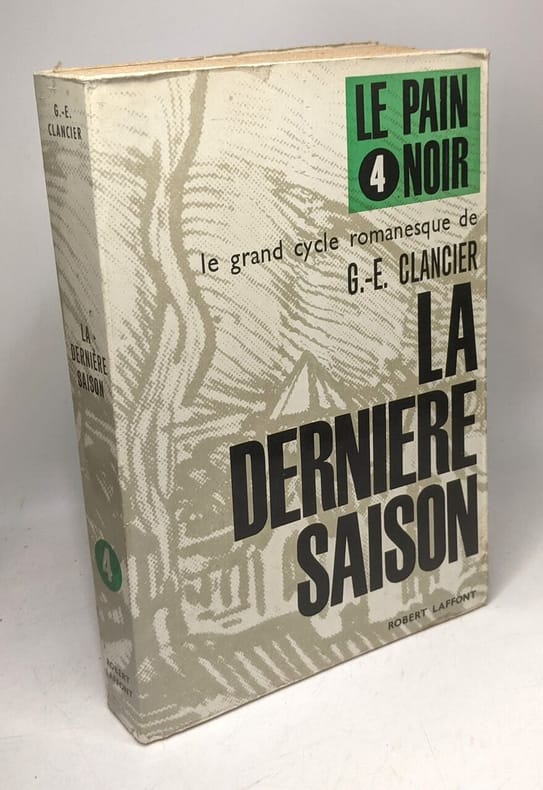 G.-E.
CLANCIER
LA
DERNIÈRE
SAISON
4
ROBERT
LAFFONT
LE PAIN
4 NOIR
le grand cycle romanesque de
G.-E. CLANCIER
LA
DERNIERE
SAISON
ROBERT LAFFONT